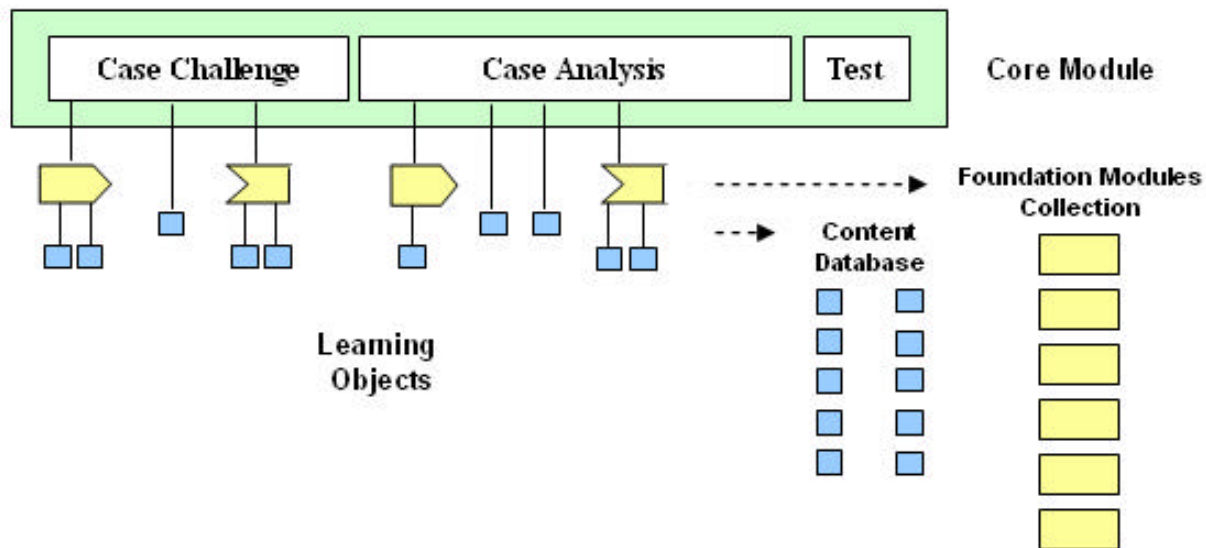 Case Challenge
Case Analysis
Test
Core Module
Foundation Modules
Collection
Content
Database
Learning
Objects